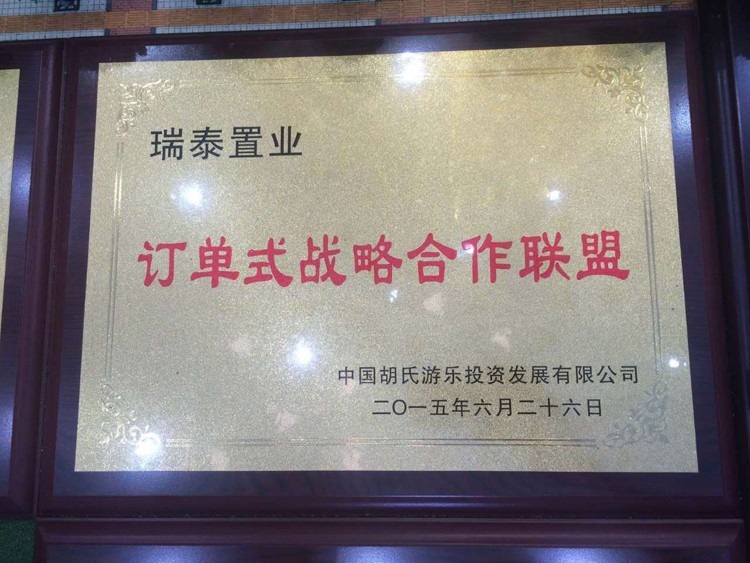 瑞泰置业
订单式战略合作联盟
中国胡氏游乐投资发展有限公司
二〇一五年六月二十六日